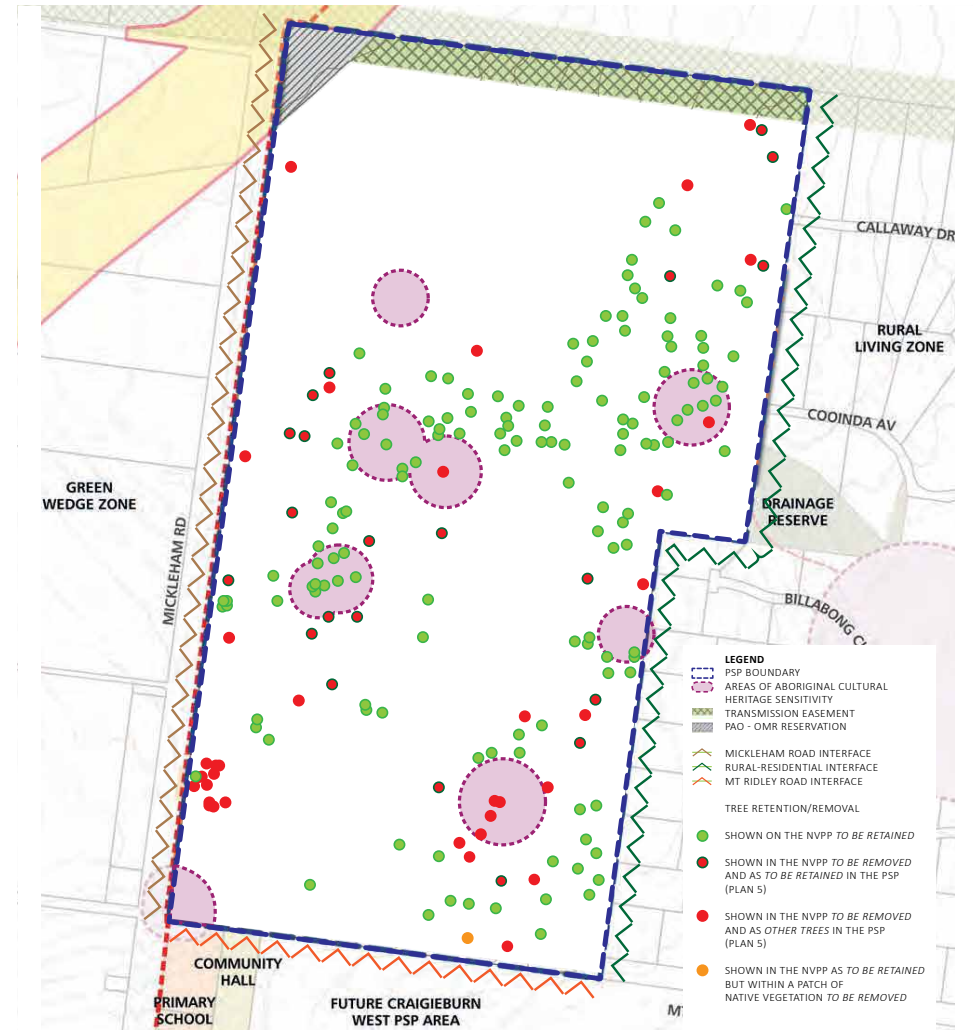 CALLAWAY DR
RURAL
LIVING ZONE
COOINDA AV
GREEN
WEDGE ZONE
DRAINAGE
RESERVE
MICKLEHAM RD
BILLABONG
LEGEND
PSP BOUNDARY
AREAS OF ABORIGINAL CULTURAL
HERITAGE SENSITIVITY
TRANSMISSION EASEMENT
PAO - OMR RESERVATION
MICKLEHAM ROAD INTERFACE
RURAL-RESIDENTIAL INTERFACE
MT RIDLEY ROAD INTERFACE
TREE RETENTION/REMOVAL
SHOWN ON THE NVPP TO BE RETAINED
SHOWN IN THE NVPP TO BE REMOVED
AND AS TO BE RETAINED IN THE PSP
(PLAN 5)
SHOWN IN THE NVPP TO BE REMOVED
AND AS OTHER TREES IN THE PSP
(PLAN 5)
SHOWN IN THE NVPP AS TO BE RETAINED
BUT WITHIN A PATCH OF
NATIVE VEGETATION TO BE REMOVED
COMMUNITY
HALL
PRIMARY
SCHOOL
FUTURE CRAIGIEBURN
WEST PSP AREA